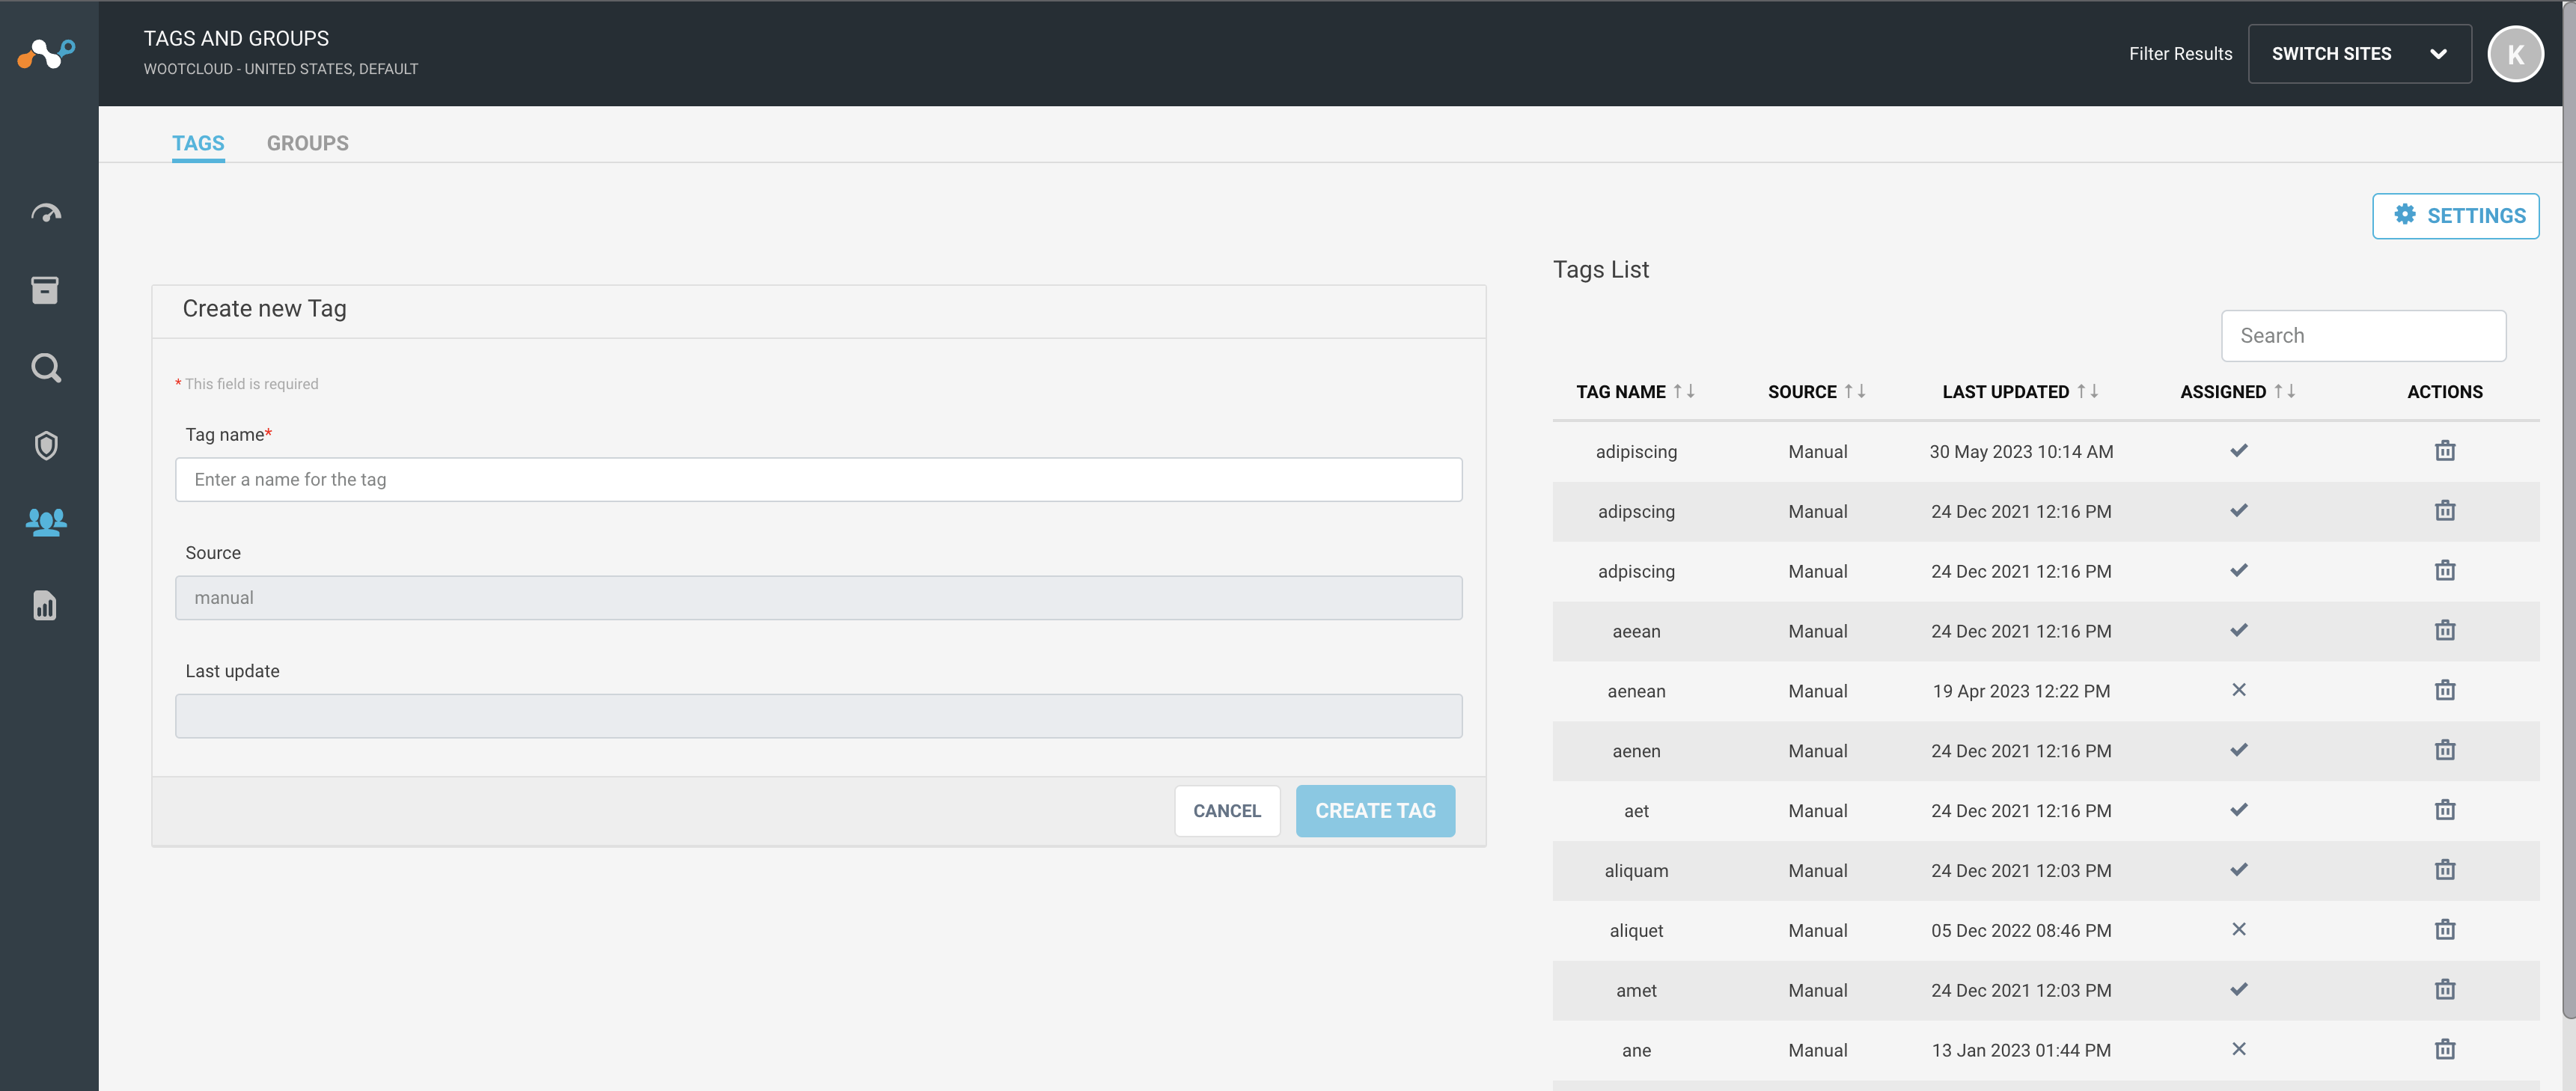 TAGS AND GROUPS
WOOTCLOUD - UNITED STATES, DEFAULT
Filter Results
SWITCH SITES
K
TAGS
GROUPS
SETTINGS
Create new Tag
* This field is required
Tag name*
Enter a name for the tag
Source
manual
Last update
CANCEL
CREATE TAG
Tags List
Search
TAG NAME SOURCE LAST UPDATED ASSIGNED ACTIONS
adipiscing Manual 30 May 2023 10:14 AM
adipscing Manual 24 Dec 2021 12:16 PM
adpiscing Manual 24 Dec 2021 12:16 PM
aeean Manual 24 Dec 2021 12:16 PM
aenean Manual 19 Apr 2023 12:22 PM
aenen Manual 24 Dec 2021 12:16 PM
aet Manual 24 Dec 2021 12:16 PM
aliquam Manual 24 Dec 2021 12:03 PM
aliquet Manual 05 Dec 2022 08:46 PM
amet Manual 24 Dec 2021 12:03 PM
ane Manual 13 Jan 2023 01:44 PM